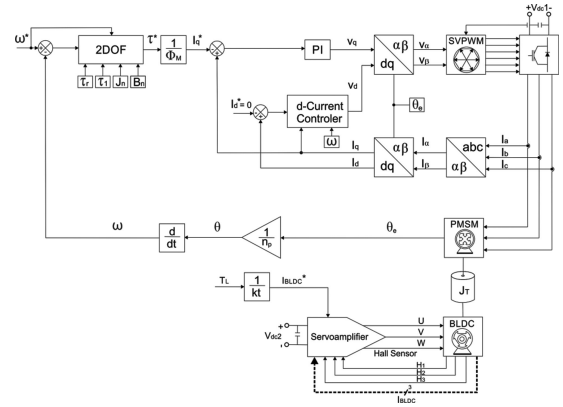 +Vdc1-
ω* 2DOF τ* 1/ΦM Iq* PI vq αβ dq vα vβ SVPWM
τr τ1 Jn Bn
Id*=0 d-Current Controler vd θe
ω
Iq Id αβ dq Iα Iβ abc αβ Ia Ib Ic
ω d/dt θ 1/np θe PMSM
JT
TL 1/kt IBLDC*
+ Vdc2 - Servoamplifier U V W BLDC
Hall Sensor
H1
H2
H3
3
IBLDC